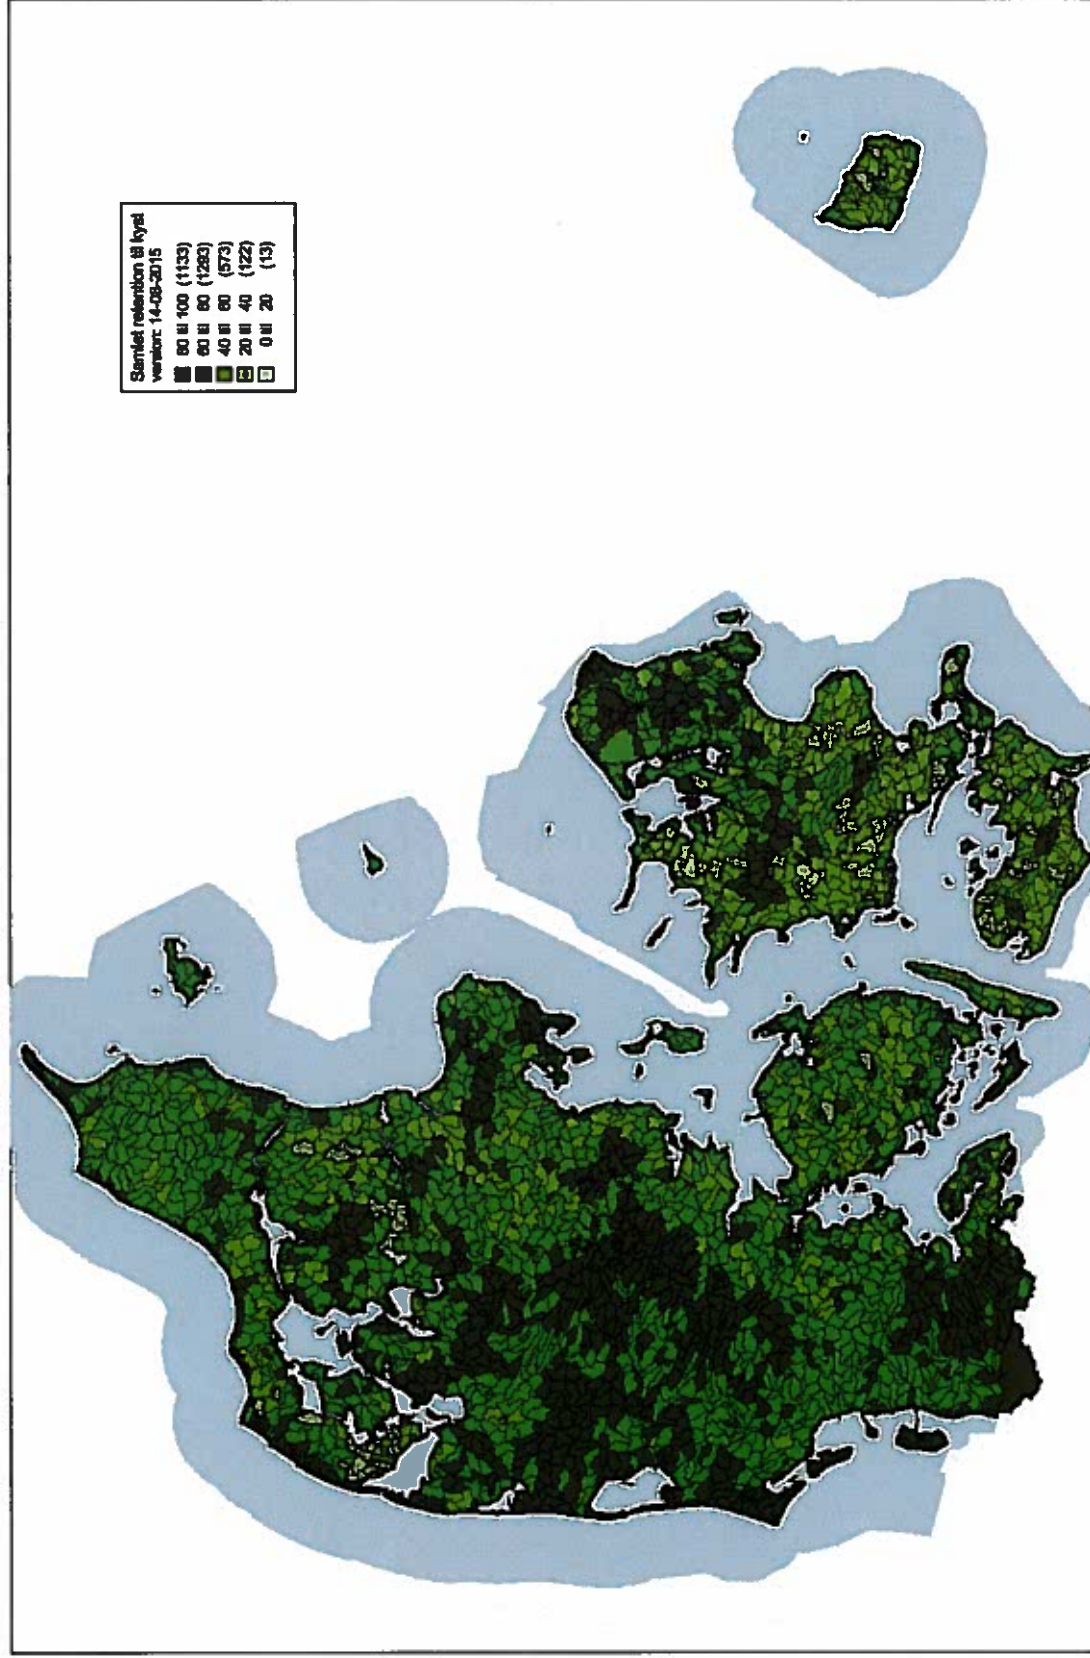 Samlet retention til kyst
version: 14-08-2015
80 til 100 (1133)
60 til 80 (1293)
40 til 60 (573)
20 til 40 (122)
0 til 20 (13)